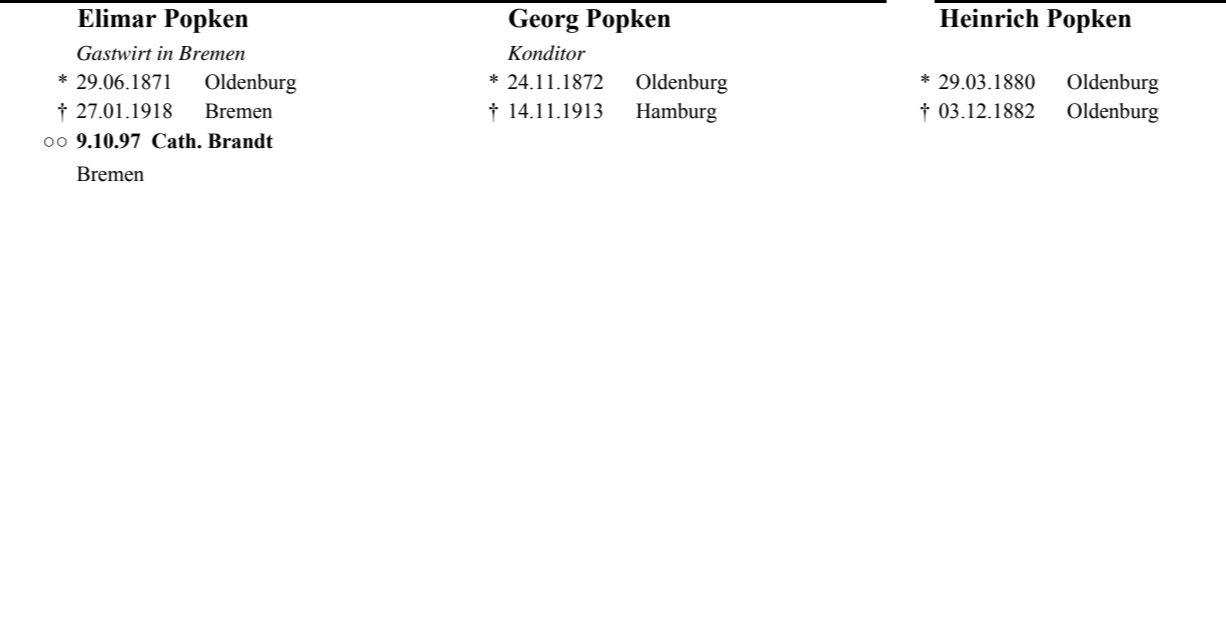 Elimar Popken
Gastwirt in Bremen
* 29.06.1871 Oldenburg
† 27.01.1918 Bremen
○○ 9.10.97 Cath. Brandt
Bremen
Georg Popken
Konditor
* 24.11.1872 Oldenburg
† 14.11.1913 Hamburg
Heinrich Popken
* 29.03.1880 Oldenburg
† 03.12.1882 Oldenburg